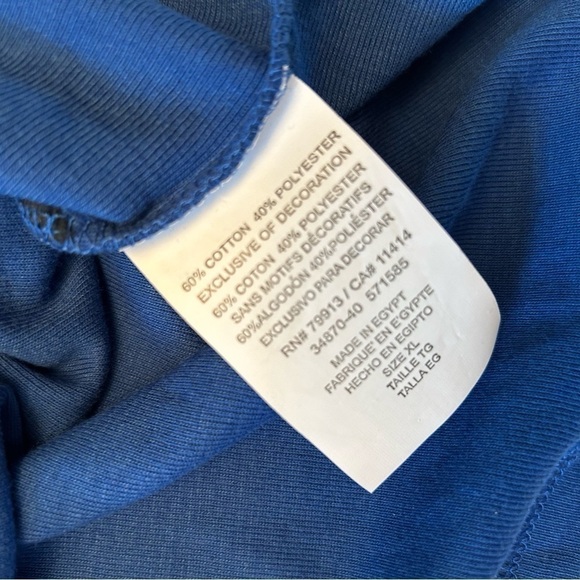 60% COTTON 40% POLYESTER
EXCLUSIVE OF DECORATION
60% COTON 40% POLYESTER
SANS MOTIFS DÉCORATIFS
60%ALGODÓN 40%POLIÉSTER
EXCLUSIVO PARA DECORAR
RN# 79913 / CA# 11414
34870-40 571585
MADE IN EGYPT
FABRIQUE' EN E'GYPTE
HECHO EN EGIPTO
SIZE XL
TAILLE TG
TALLA EG